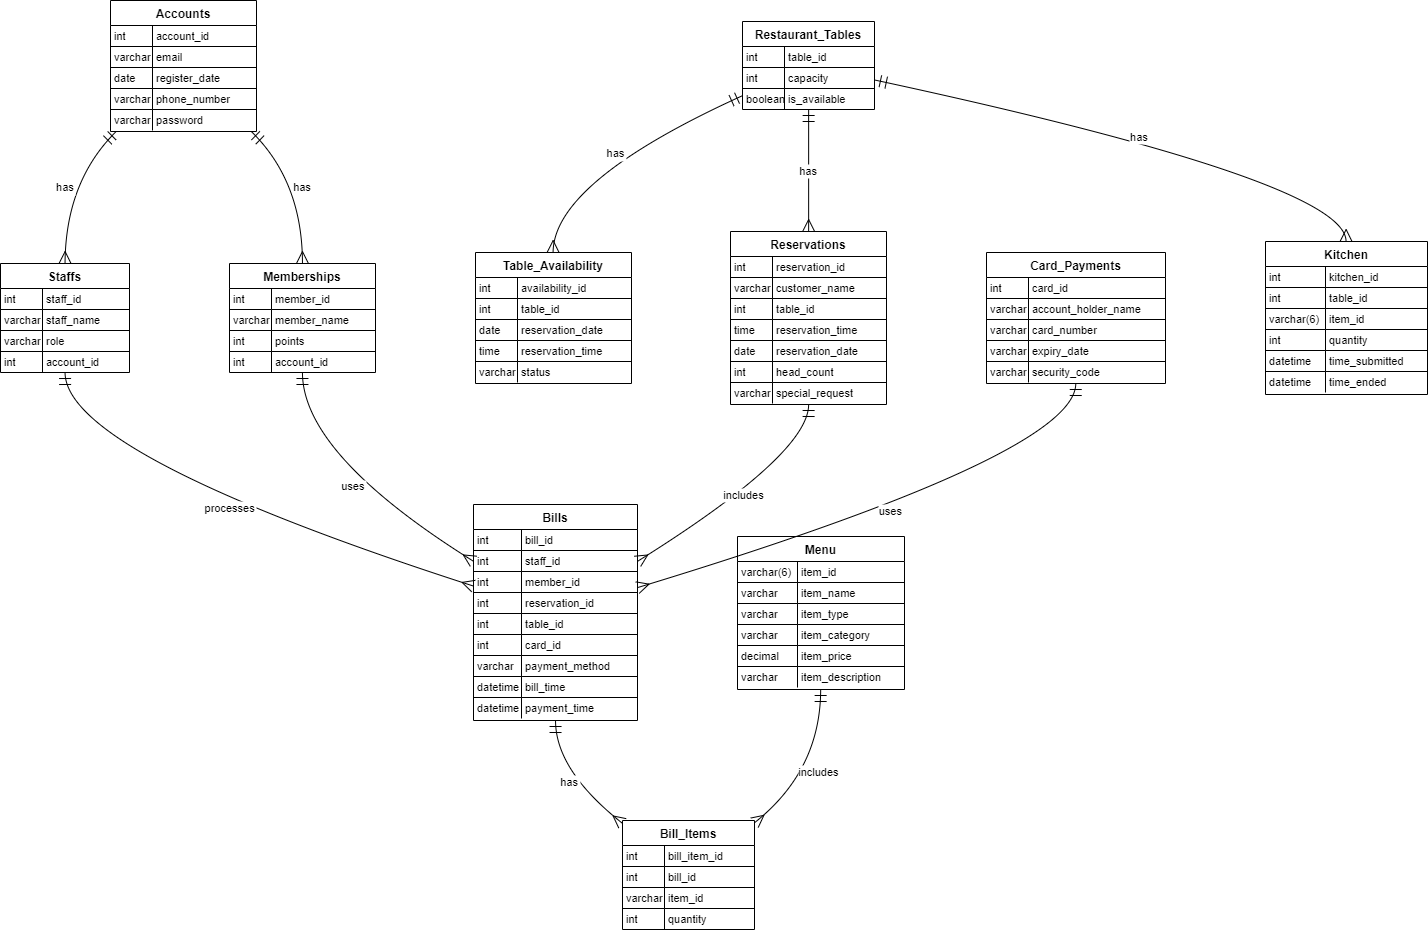 Accounts
int account_id
varchar email
date register_date
varchar phone_number
varchar password
Restaurant_Tables
int table_id
int capacity
boolean is_available
has
has
has
has
has
Staffs
int staff_id
varchar staff_name
varchar role
int account_id
Memberships
int member_id
varchar member_name
int points
int account_id
Table_Availability
int availability_id
int table_id
date reservation_date
time reservation_time
varchar status
Reservations
int reservation_id
varchar customer_name
int table_id
time reservation_time
date reservation_date
int head_count
varchar special_request
Card_Payments
int card_id
varchar account_holder_name
varchar card_number
varchar expiry_date
varchar security_code
Kitchen
int kitchen_id
int table_id
varchar(6) item_id
int quantity
datetime time_submitted
datetime time_ended
processes
uses
includes
uses
Bills
int bill_id
int staff_id
int member_id
int reservation_id
int table_id
int card_id
varchar payment_method
datetime bill_time
datetime payment_time
Menu
varchar(6) item_id
varchar item_name
varchar item_type
varchar item_category
decimal item_price
varchar item_description
has
includes
Bill_Items
int bill_item_id
int bill_id
varchar item_id
int quantity